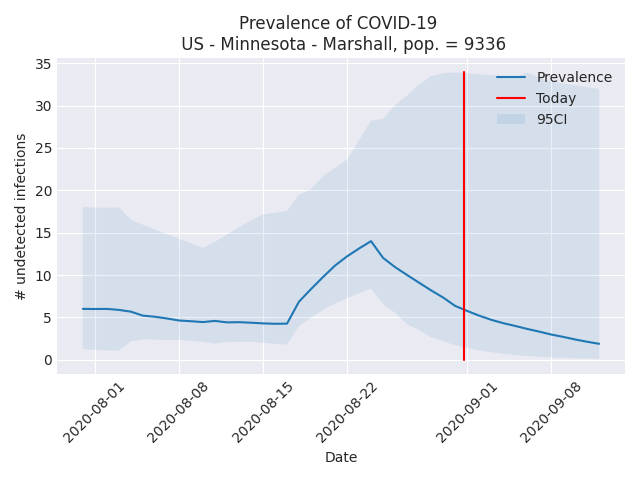 Prevalence of COVID-19
US - Minnesota - Marshall, pop. = 9336
35
30
25
20
15
10
5
0
# undetected infections
Prevalence
Today
95CI
2020-08-01
2020-08-08
2020-08-15
2020-08-22
2020-09-01
2020-09-08
Date